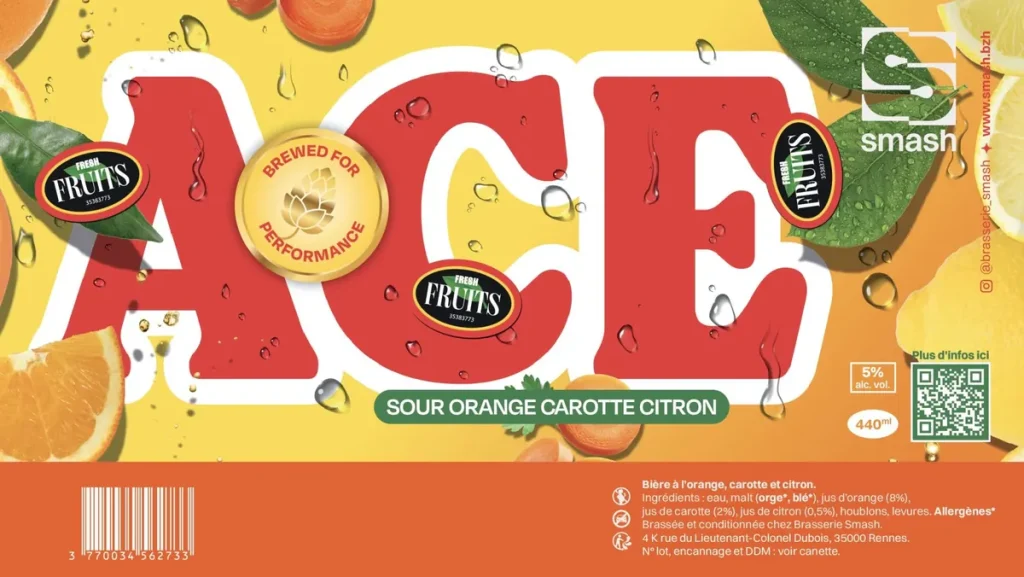 ACE
BREWED FOR
PERFORMANCE
FRESH
FRUITS
35383773
FRESH
FRUITS
35383773
FRESH
FRUITS
35383773
SOUR ORANGE CAROTTE CITRON
smash
@brasserie_smash ✦ www.smash.bzh
Plus d'infos ici
5%
alc. vol.
440ml
3 770034 562733
Bière à l'orange, carotte et citron.
Ingrédients : eau, malt (orge*, blé*), jus d'orange (8%),
jus de carotte (2%), jus de citron (0,5%), houblons, levures. Allergènes*
Brassée et conditionnée chez Brasserie Smash.
4 K rue du Lieutenant-Colonel Dubois, 35000 Rennes.
N° lot, encannage et DDM : voir canette.